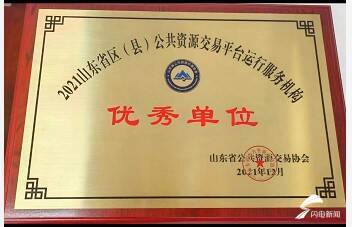 2021山东省区（县）公共资源交易平台运行服务机构
优秀单位
山东省公共资源交易协会
2021年12月
闪电新闻